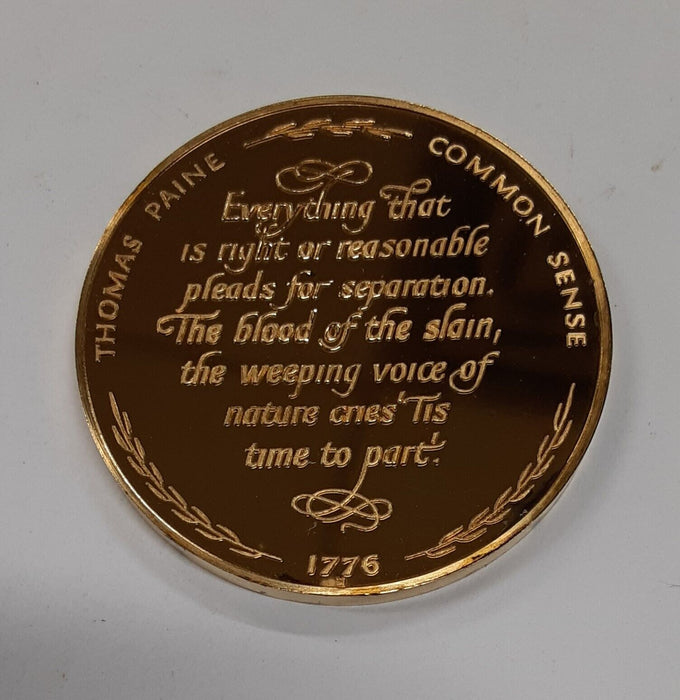 THOMAS PAINE
COMMON SENSE
Everything that
is right or reasonable
pleads for separation.
The blood of the slain,
the weeping voice of
nature cries 'Tis
time to part'.
1776